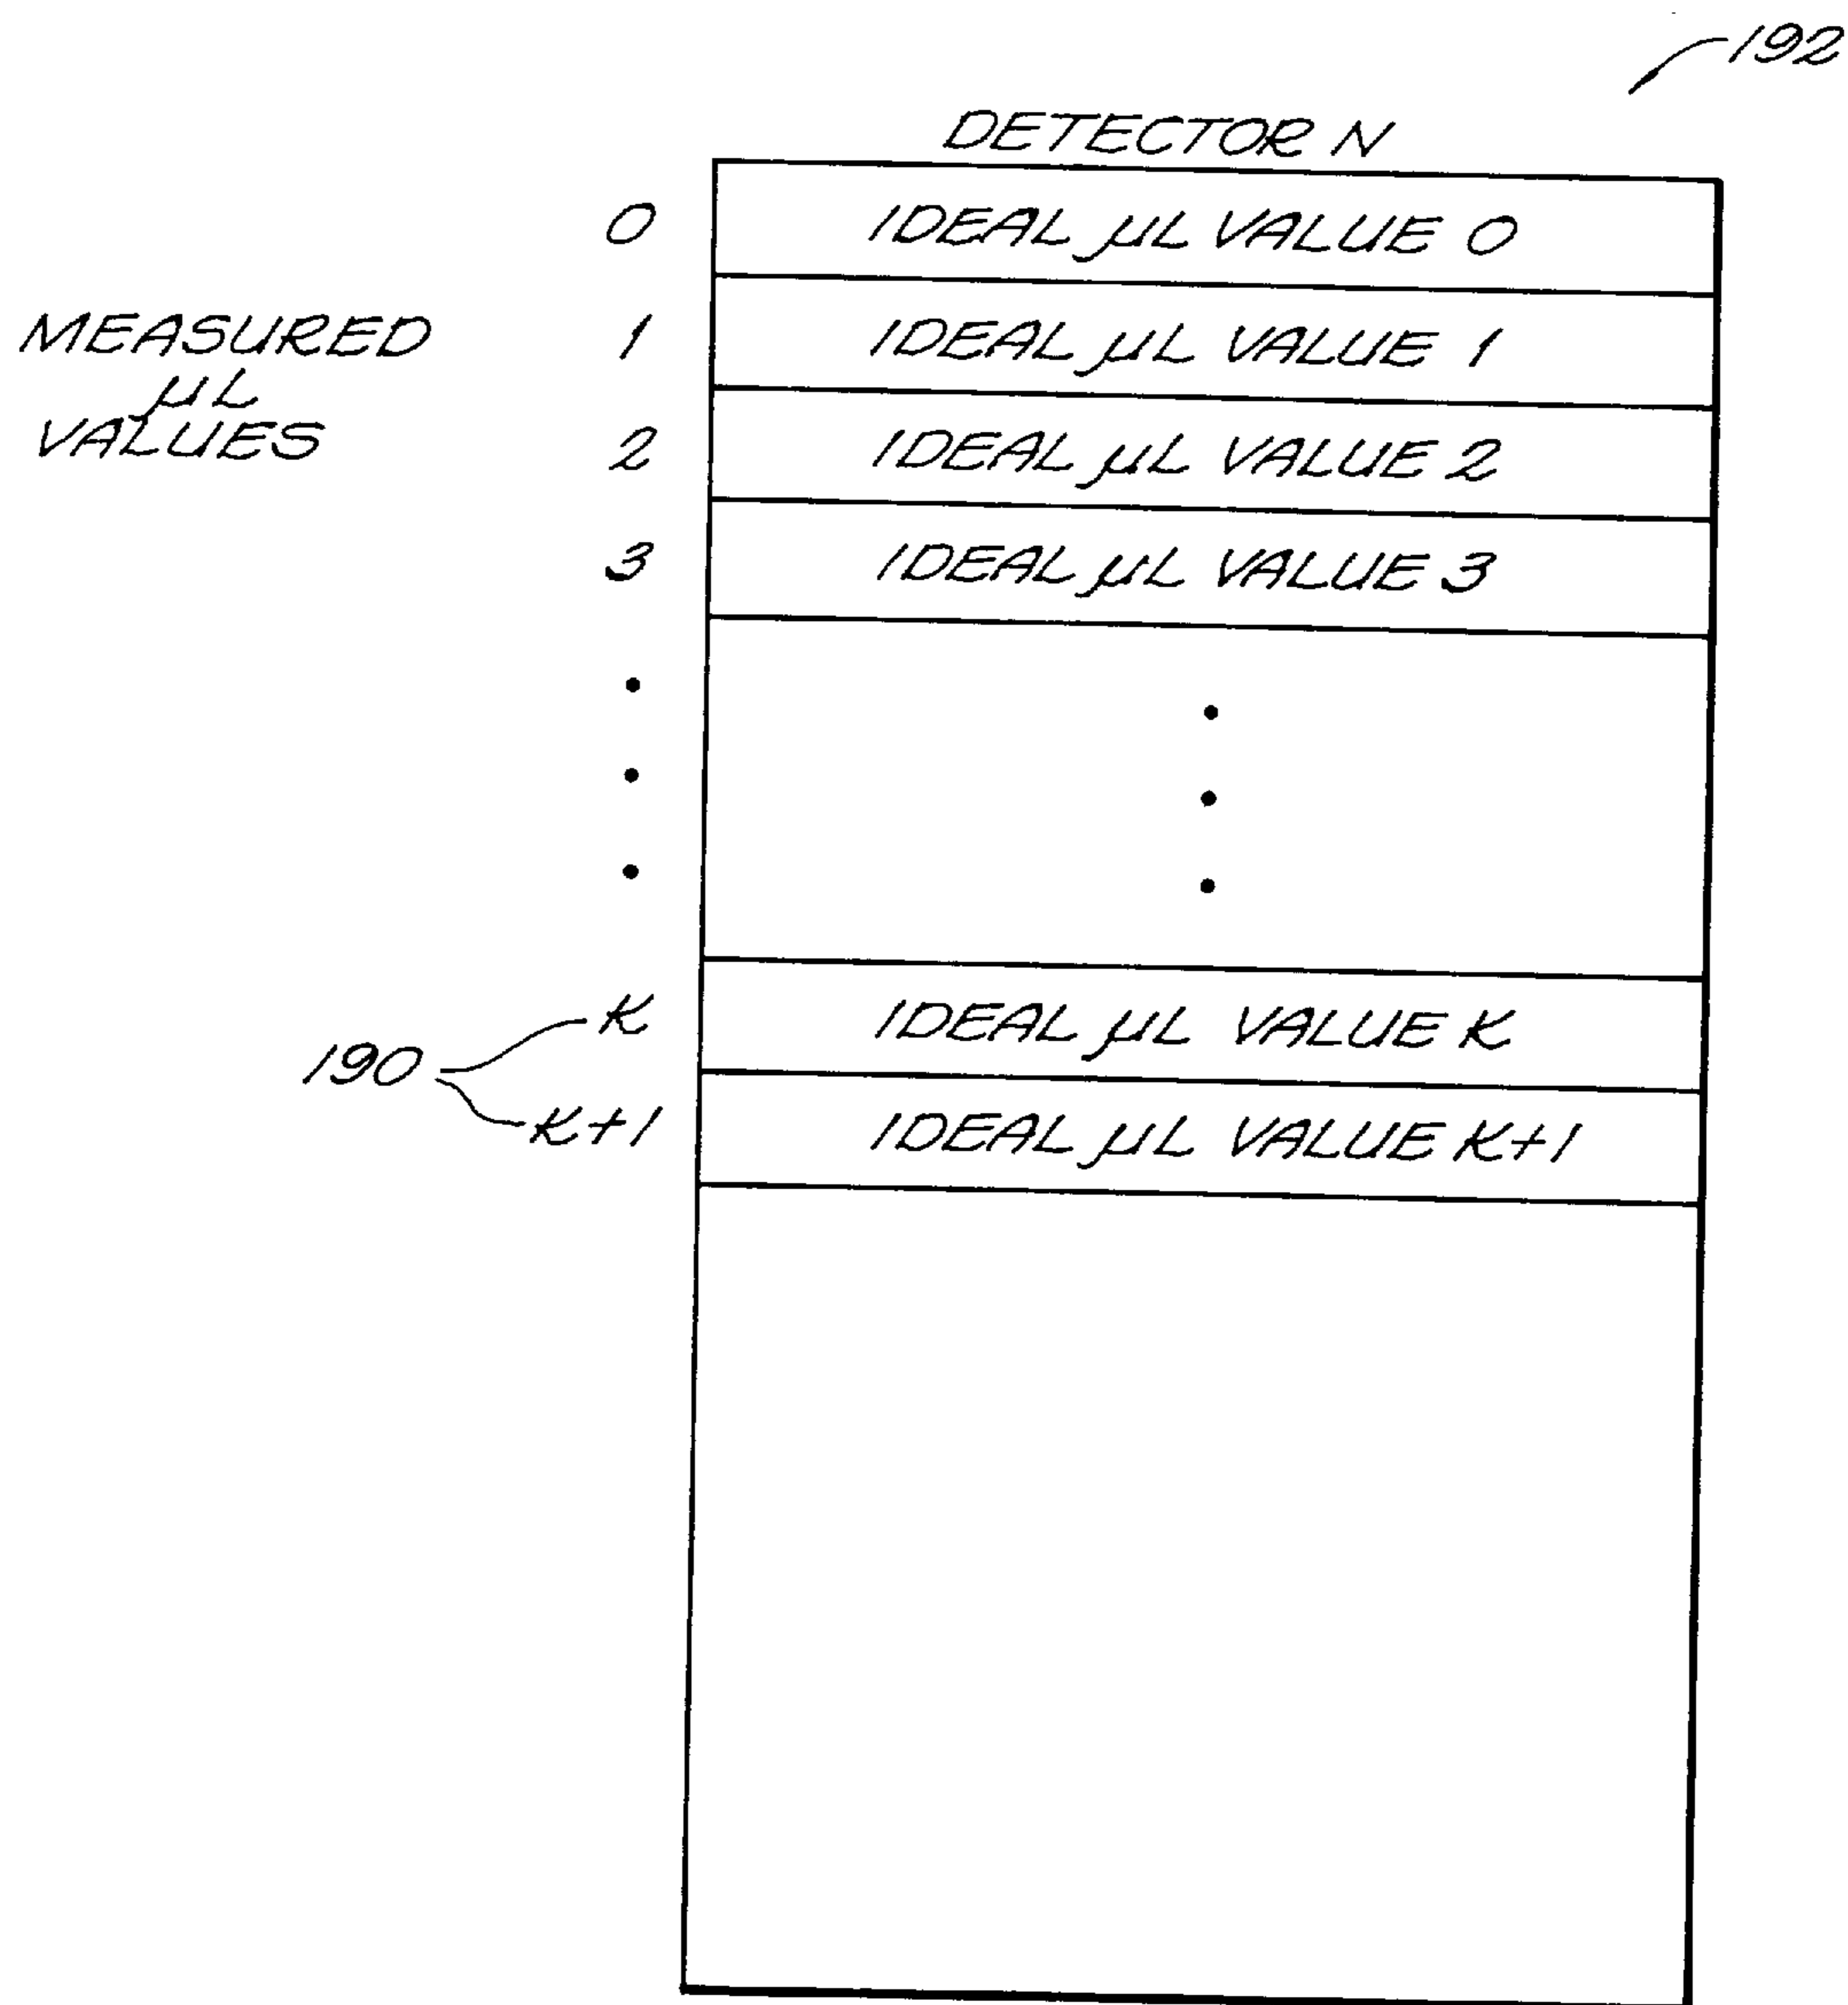 192
DETECTOR N
0 IDEAL μL VALUE 0
MEASURED μL VALUES
1 IDEAL μL VALUE 1
2 IDEAL μL VALUE 2
3 IDEAL μL VALUE 3
K IDEAL μL VALUE K
190
K+1 IDEAL μL VALUE K+1